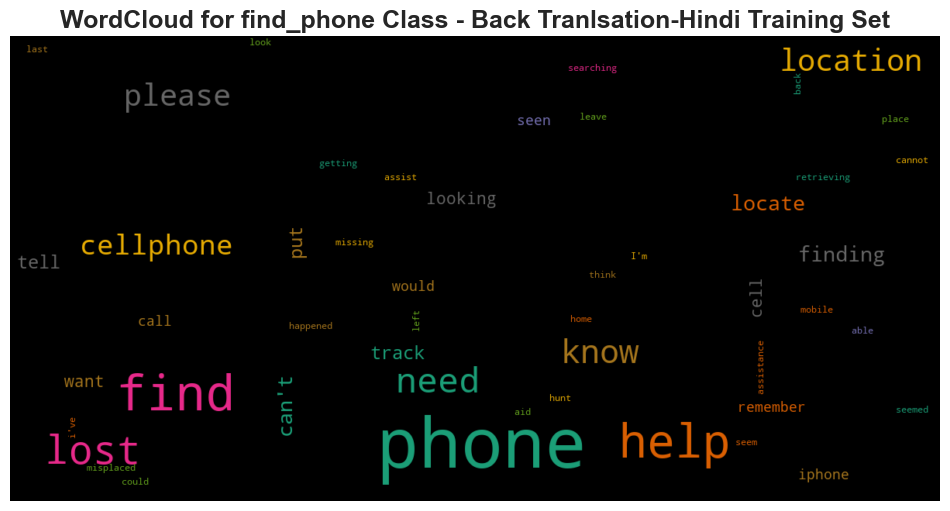 WordCloud for find_phone Class - Back Tranlsation-Hindi Training Set
last
look
searching
location
back
please
seen
leave
place
getting
assist
cannot
retrieving
looking
locate
cellphone
put
missing
tell
I'm
finding
think
would
cell
call
happened
left
home
mobile
able
track
know
assistance
want
find
can't
need
hunt
aid
remember
seemed
i've
lost
phone
help
seem
misplaced
could
iphone